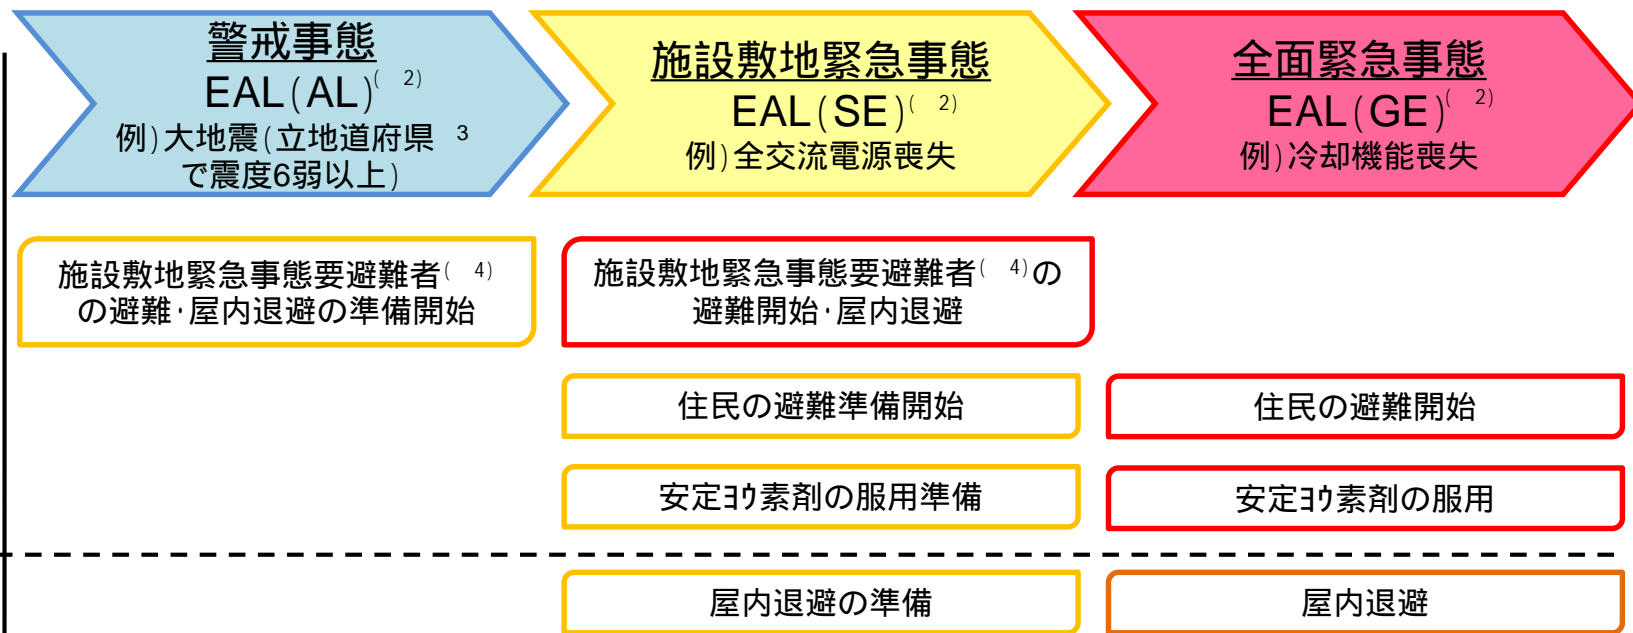 警戒事態
EAL(AL)( 2)
例)大地震(立地道府県 3
で震度6弱以上)
施設敷地緊急事態
EAL(SE)( 2)
例)全交流電源喪失
全面緊急事態
EAL(GE)( 2)
例)冷却機能喪失
施設敷地緊急事態要避難者( 4)
の避難・屋内退避の準備開始
施設敷地緊急事態要避難者( 4)の
避難開始・屋内退避
住民の避難準備開始
住民の避難開始
安定ﾖｳ素剤の服用準備
安定ﾖｳ素剤の服用
屋内退避の準備
屋内退避